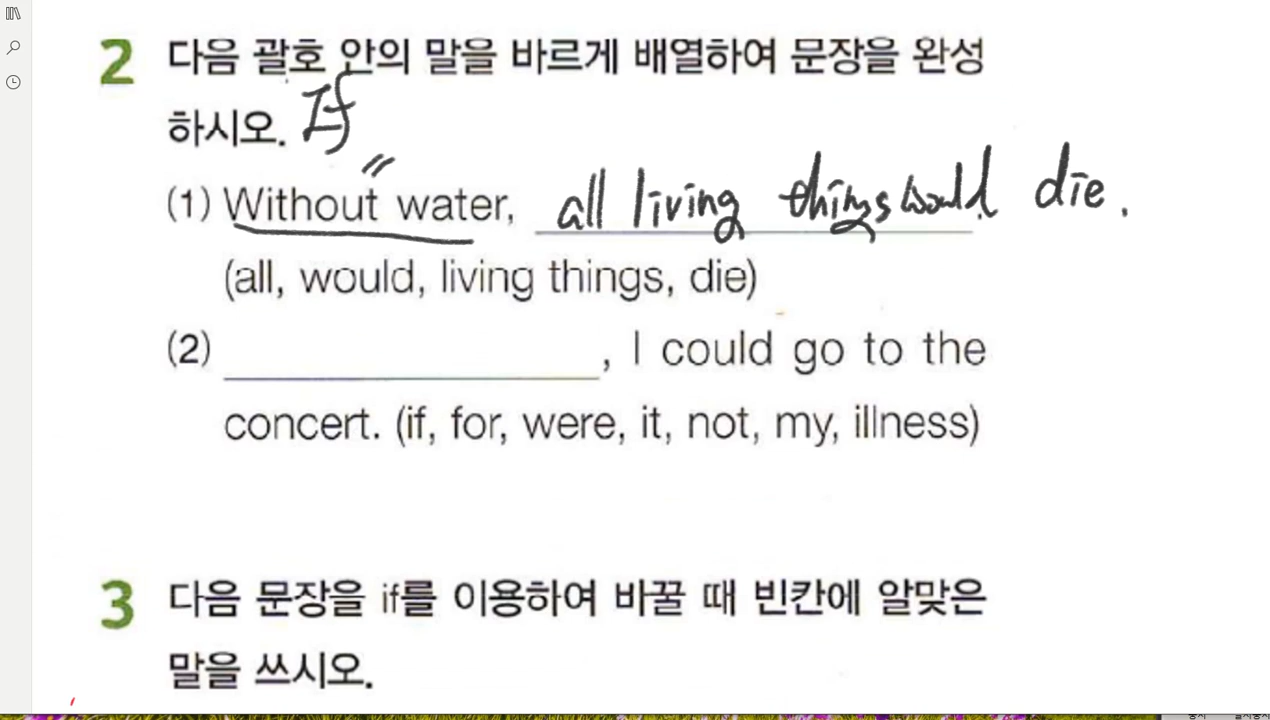 2 다음 괄호 안의 말을 바르게 배열하여 문장을 완성
하시오. If
"
(1) Without water, all living things would die.
(all, would, living things, die)
(2) ____________, I could go to the
concert. (if, for, were, it, not, my, illness)
3 다음 문장을 if를 이용하여 바꿀 때 빈칸에 알맞은
말을 쓰시오.